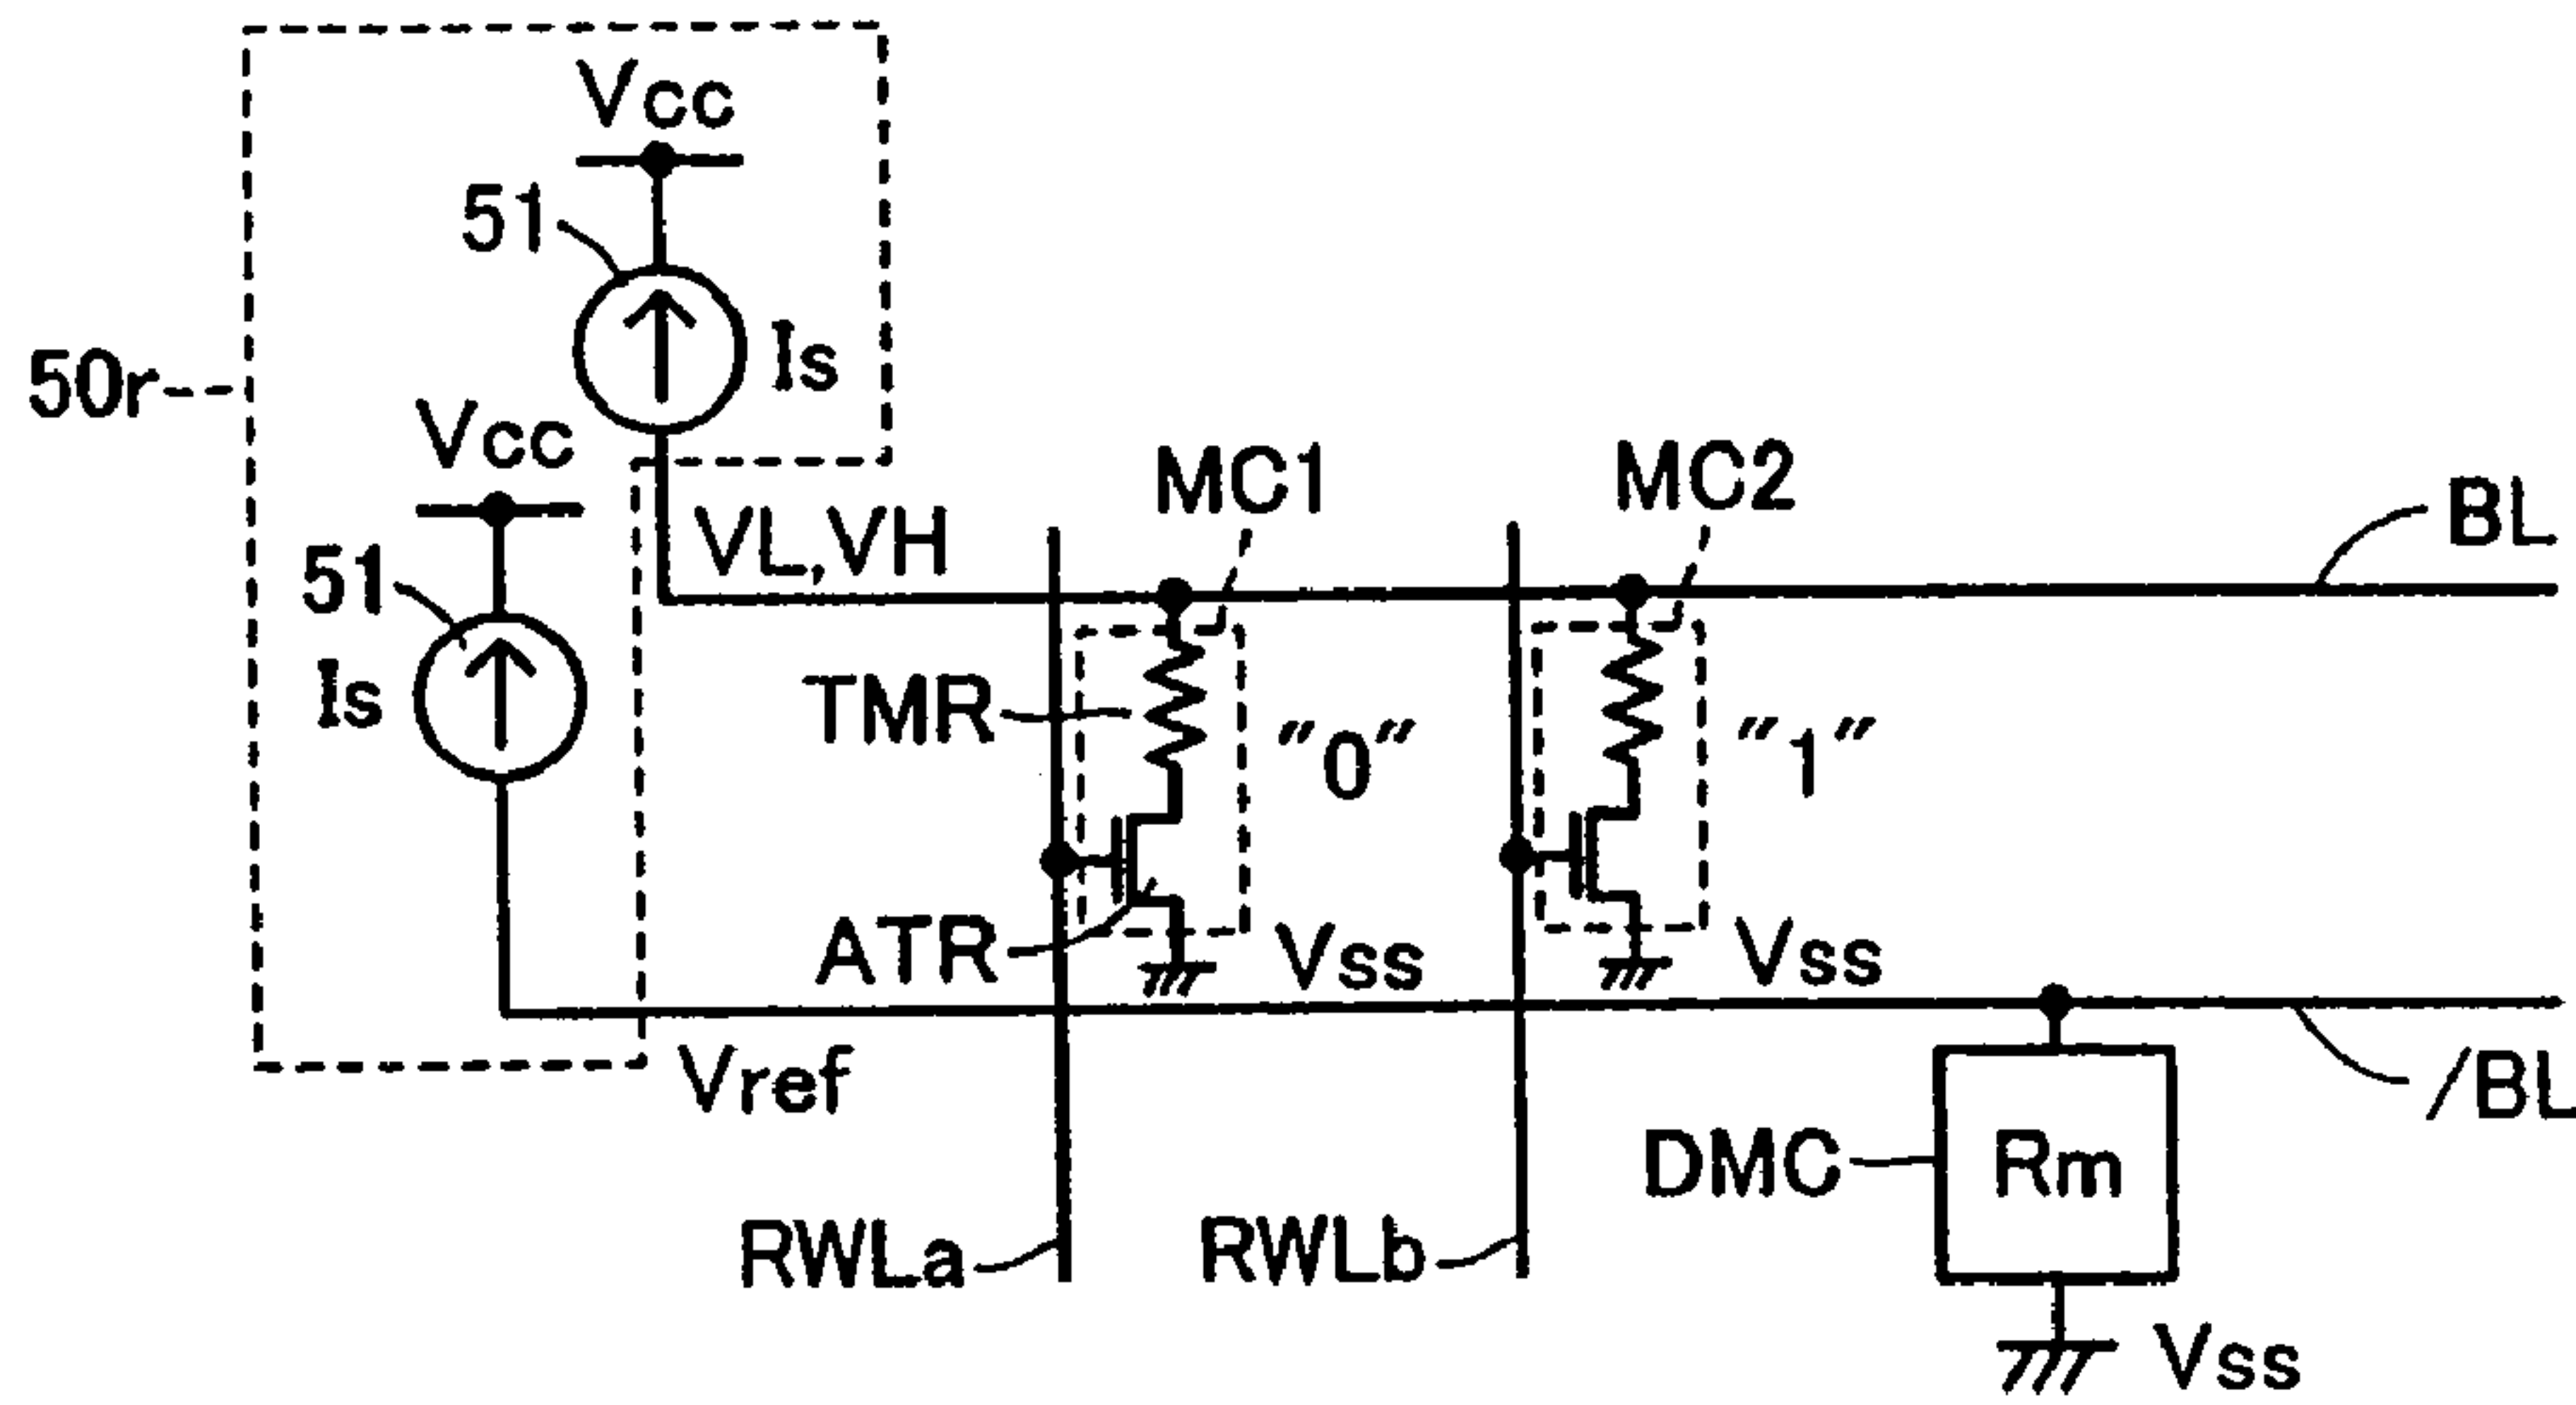 Vcc
51
Is
50r
Vcc
51
Is
VL,VH
MC1
MC2
BL
TMR
"0"
"1"
ATR
Vss
Vss
Vref
/BL
DMC
Rm
RWLa
RWLb
Vss